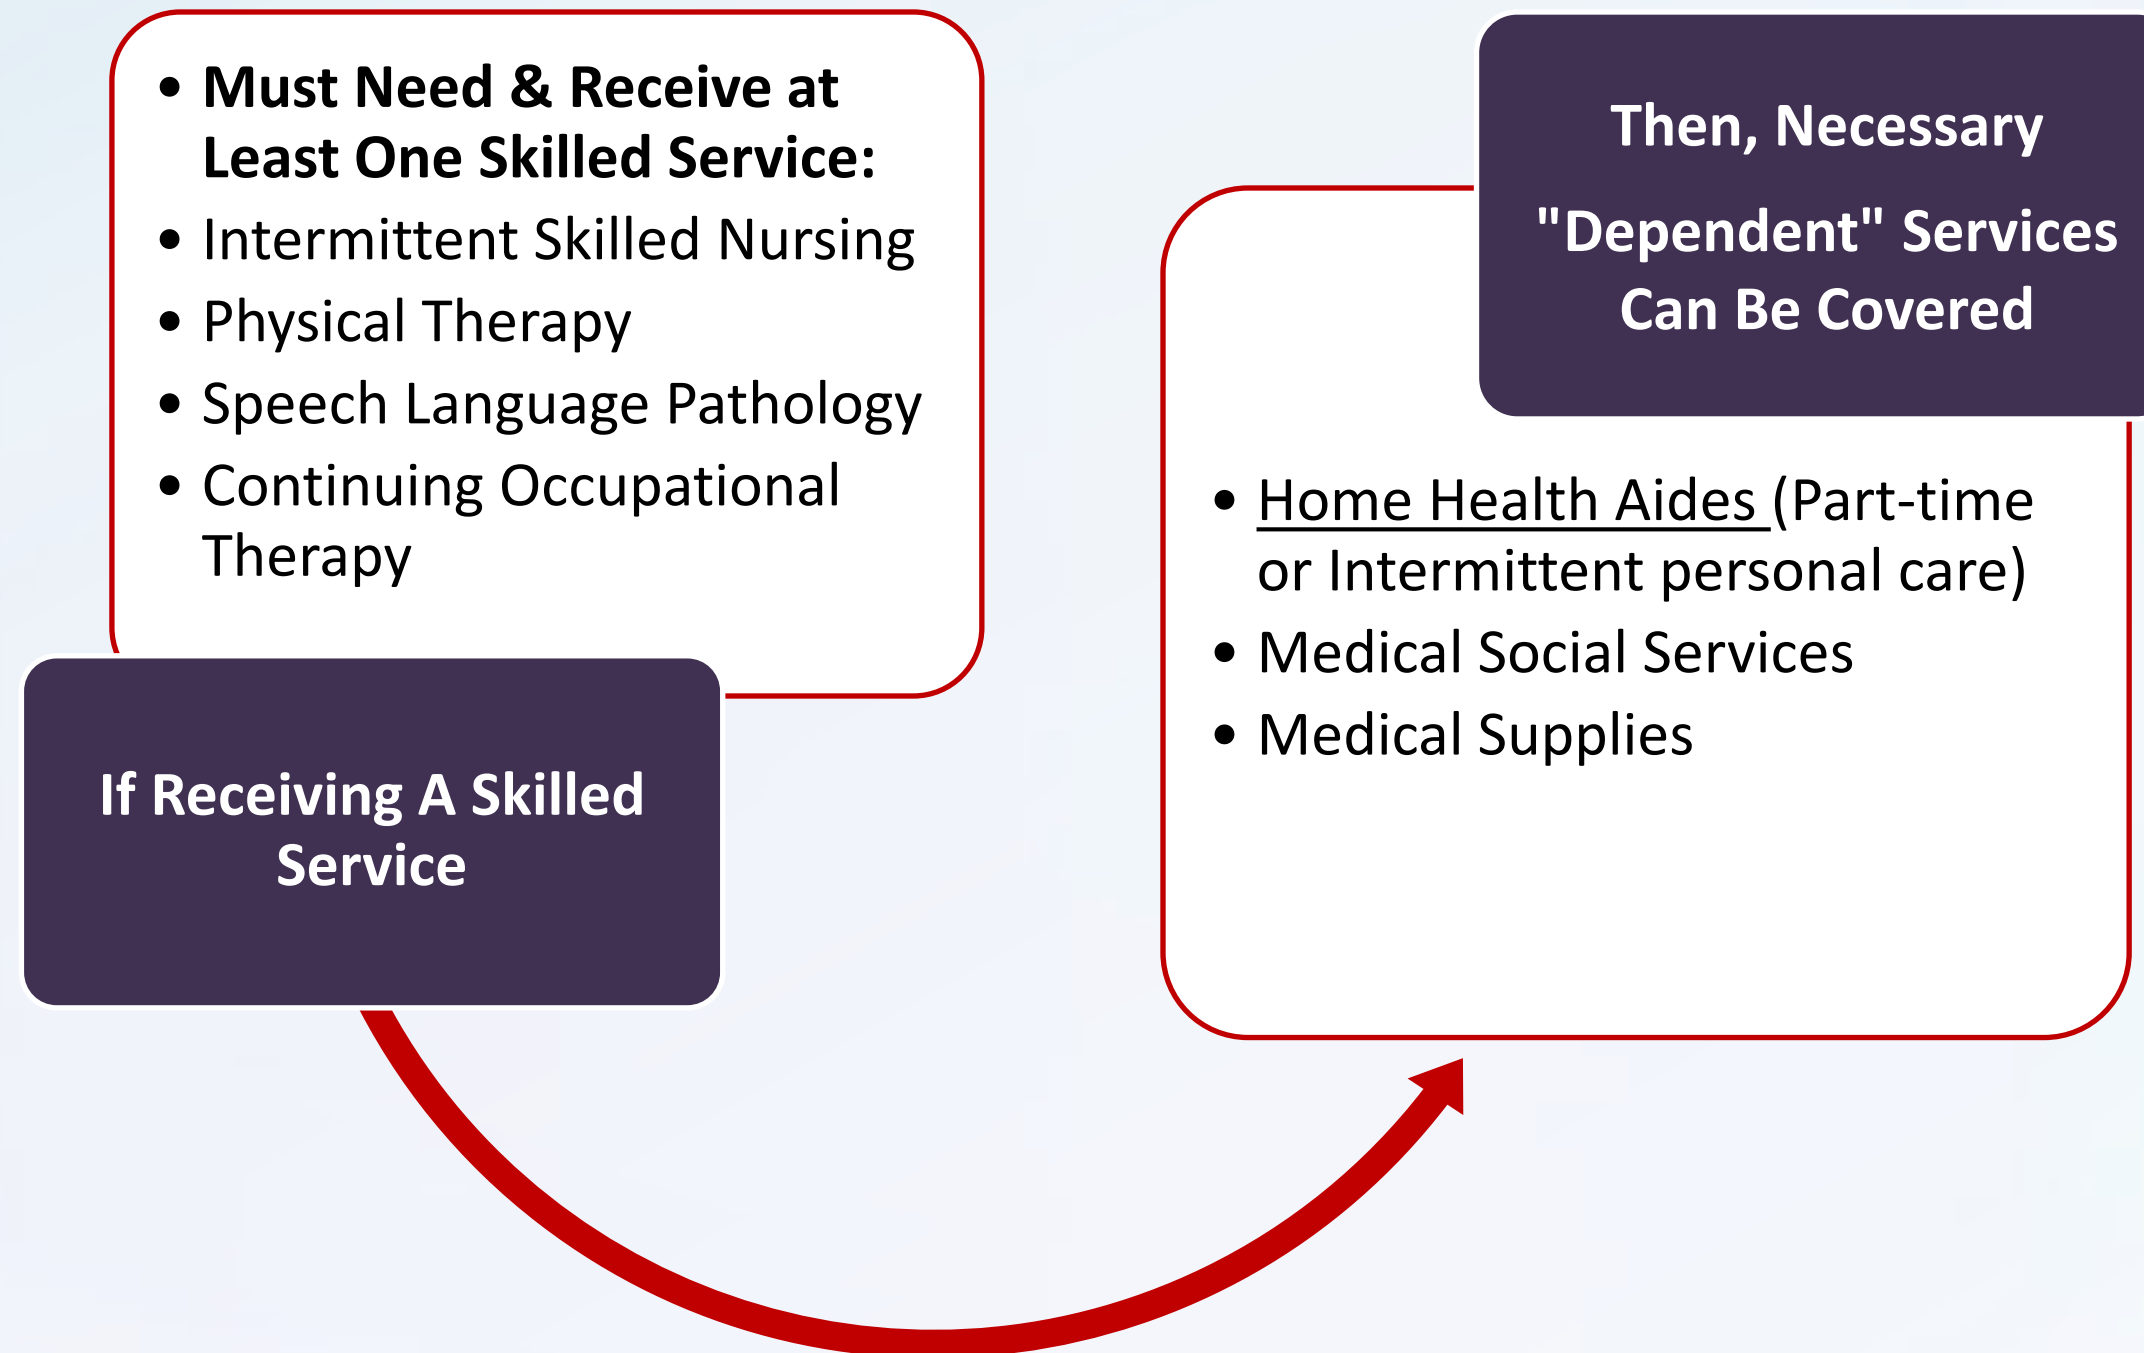 • Must Need & Receive at
Least One Skilled Service:
• Intermittent Skilled Nursing
• Physical Therapy
• Speech Language Pathology
• Continuing Occupational
Therapy
If Receiving A Skilled
Service
Then, Necessary
"Dependent" Services
Can Be Covered
• Home Health Aides (Part-time
or Intermittent personal care)
• Medical Social Services
• Medical Supplies